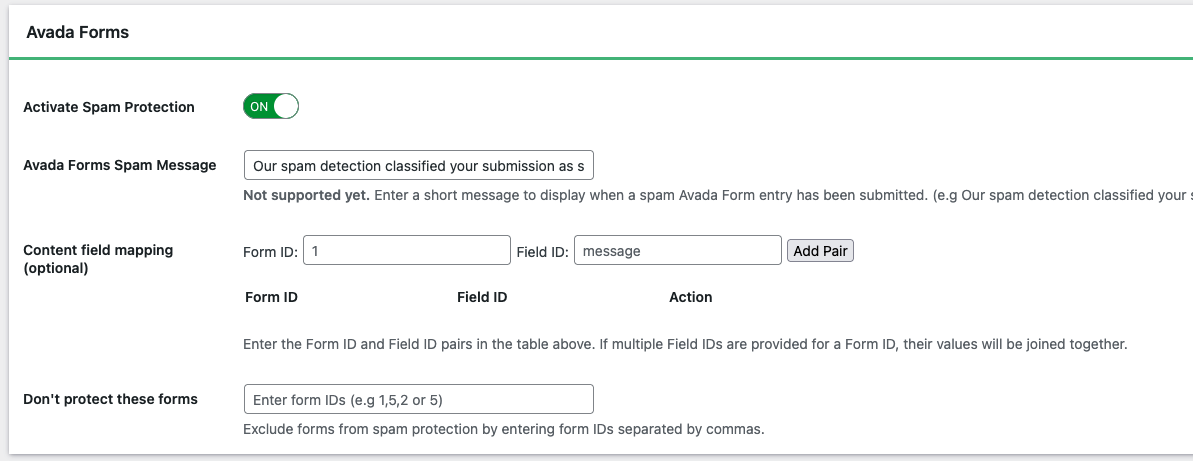 Avada Forms
Activate Spam Protection
ON
Avada Forms Spam Message
Our spam detection classified your submission as s
Not supported yet. Enter a short message to display when a spam Avada Form entry has been submitted. (e.g Our spam detection classified your s
Content field mapping
(optional)
Form ID: 1 Field ID: message Add Pair
Form ID Field ID Action
Enter the Form ID and Field ID pairs in the table above. If multiple Field IDs are provided for a Form ID, their values will be joined together.
Don't protect these forms
Enter form IDs (e.g 1,5,2 or 5)
Exclude forms from spam protection by entering form IDs separated by commas.